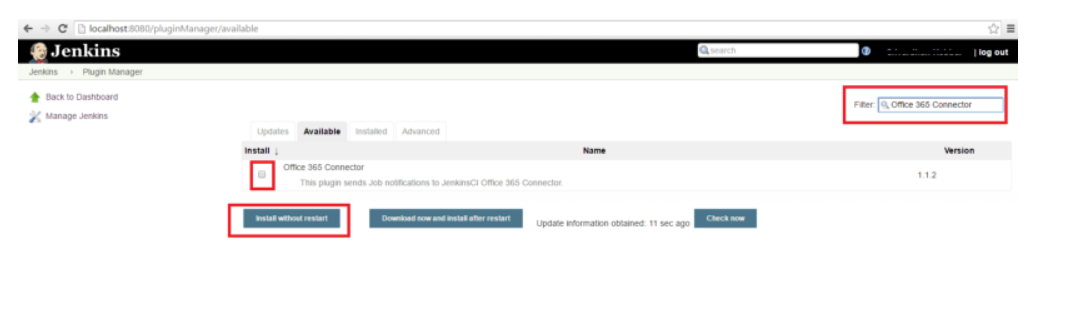 localhost:8080/pluginManager/available
Jenkins
search
| log out
Jenkins › Plugin Manager
Back to Dashboard
Filter: Office 365 Connector
Manage Jenkins
Updates Available Installed Advanced
Install ↓ Name Version
Office 365 Connector
This plugin sends Job notifications to JenkinsCI Office 365 Connector.
1.1.2
Install without restart Download now and install after restart Update information obtained: 11 sec ago Check now